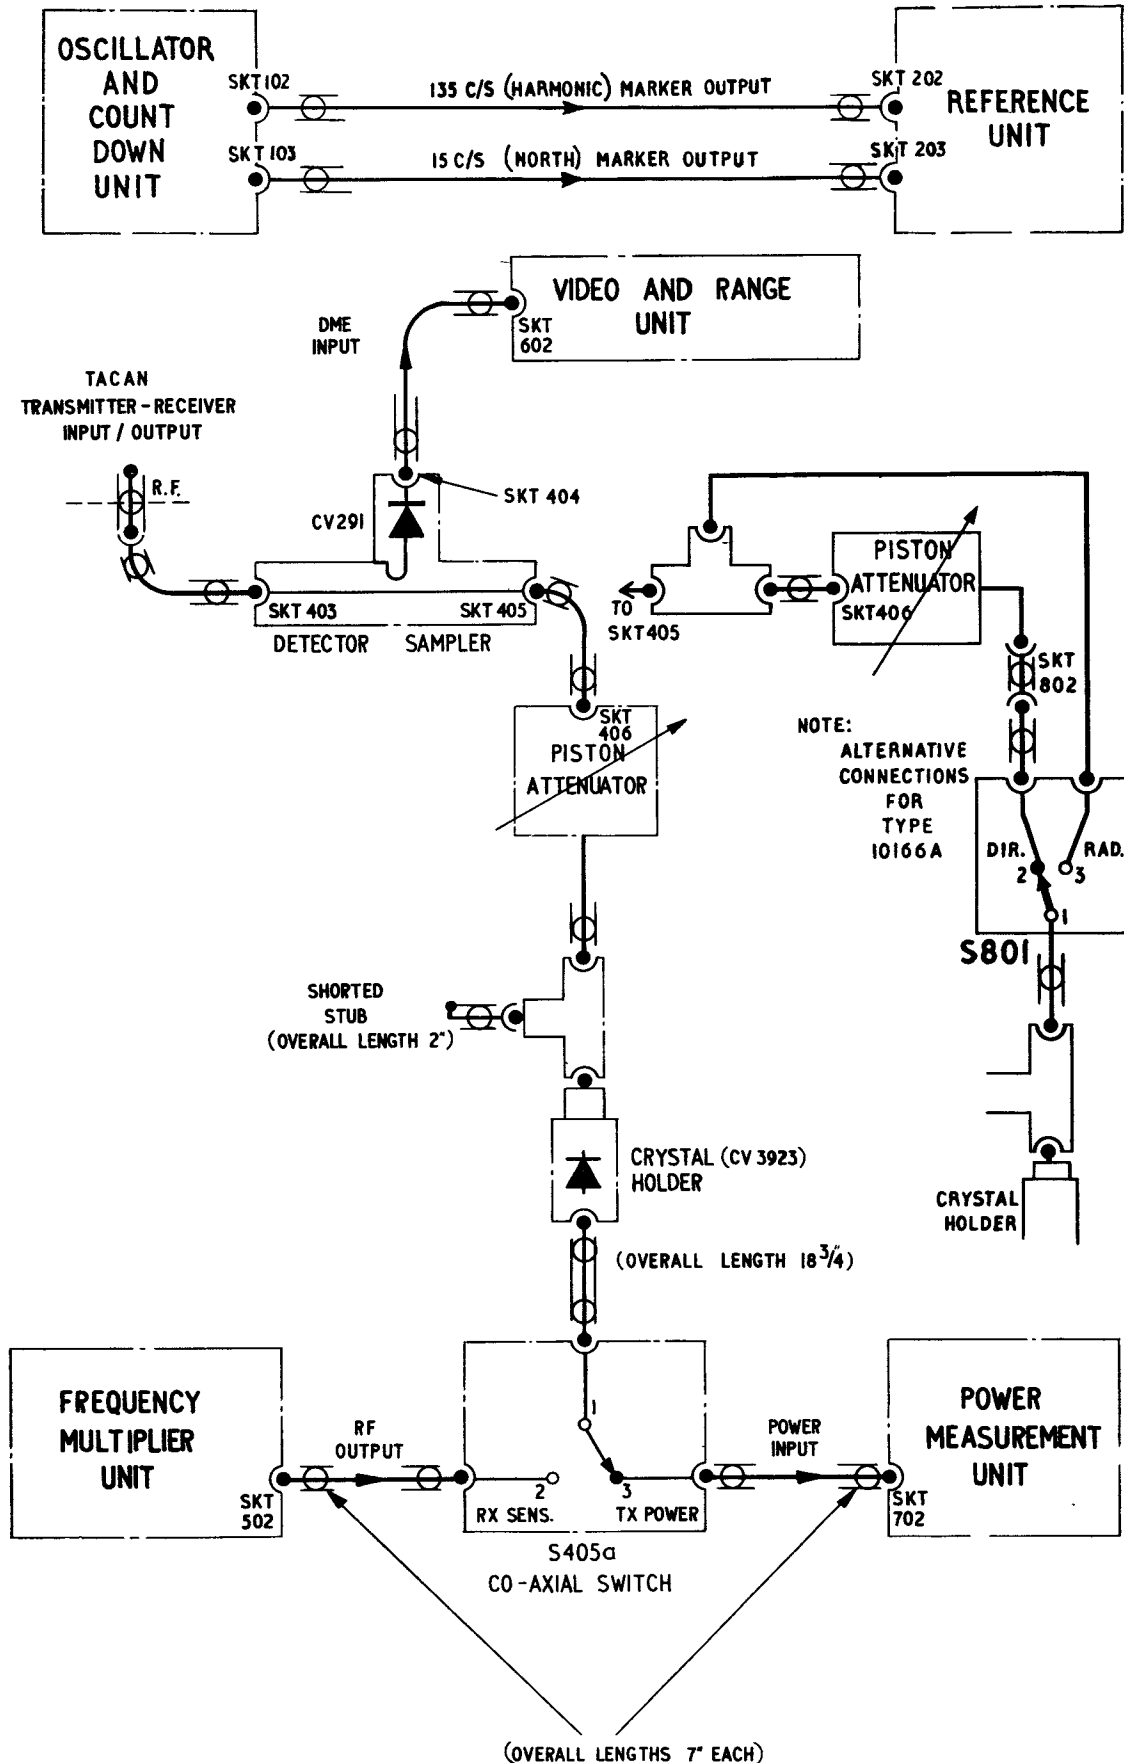 OSCILLATOR
AND
COUNT
DOWN
UNIT
SKT 102
SKT 103
135 C/S (HARMONIC) MARKER OUTPUT
15 C/S (NORTH) MARKER OUTPUT
SKT 202
SKT 203
REFERENCE
UNIT
VIDEO AND RANGE
UNIT
SKT
602
DME
INPUT
TACAN
TRANSMITTER-RECEIVER
INPUT / OUTPUT
R.F.
CV291
SKT 404
SKT 403
SKT 405
DETECTOR SAMPLER
TO
SKT405
PISTON
ATTENUATOR
SKT406
SKT
802
SKT
406
PISTON
ATTENUATOR
NOTE:
ALTERNATIVE
CONNECTIONS
FOR
TYPE
10166A
DIR.
RAD.
2
3
1
S801
SHORTED
STUB
(OVERALL LENGTH 2")
CRYSTAL (CV 3923)
HOLDER
CRYSTAL
HOLDER
(OVERALL LENGTH 18 3/4")
FREQUENCY
MULTIPLIER
UNIT
SKT
502
RF
OUTPUT
1
2
3
RX SENS.
TX POWER
S405a
CO-AXIAL SWITCH
POWER
INPUT
POWER
MEASUREMENT
UNIT
SKT
702
(OVERALL LENGTHS 7" EACH)